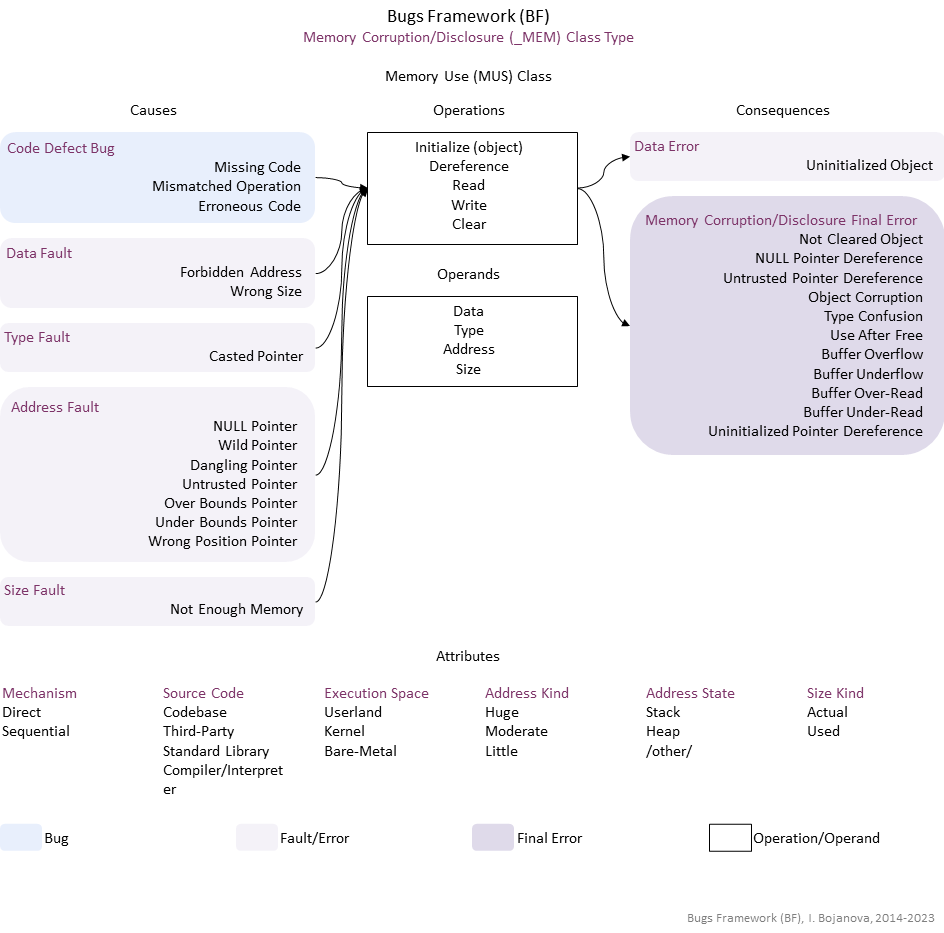 Bugs Framework (BF)
Memory Corruption/Disclosure (_MEM) Class Type
Memory Use (MUS) Class
Causes
Code Defect Bug
Missing Code
Mismatched Operation
Erroneous Code
Data Fault
Forbidden Address
Wrong Size
Type Fault
Casted Pointer
Address Fault
NULL Pointer
Wild Pointer
Dangling Pointer
Untrusted Pointer
Over Bounds Pointer
Under Bounds Pointer
Wrong Position Pointer
Size Fault
Not Enough Memory
Operations
Initialize (object)
Dereference
Read
Write
Clear
Operands
Data
Type
Address
Size
Consequences
Data Error
Uninitialized Object
Memory Corruption/Disclosure Final Error
Not Cleared Object
NULL Pointer Dereference
Untrusted Pointer Dereference
Object Corruption
Type Confusion
Use After Free
Buffer Overflow
Buffer Underflow
Buffer Over-Read
Buffer Under-Read
Uninitialized Pointer Dereference
Attributes
Mechanism
Direct
Sequential
Source Code
Codebase
Third-Party
Standard Library
Compiler/Interpret
er
Execution Space
Userland
Kernel
Bare-Metal
Address Kind
Huge
Moderate
Little
Address State
Stack
Heap
/other/
Size Kind
Actual
Used
Bug
Fault/Error
Final Error
Operation/Operand
Bugs Framework (BF), I. Bojanova, 2014-2023